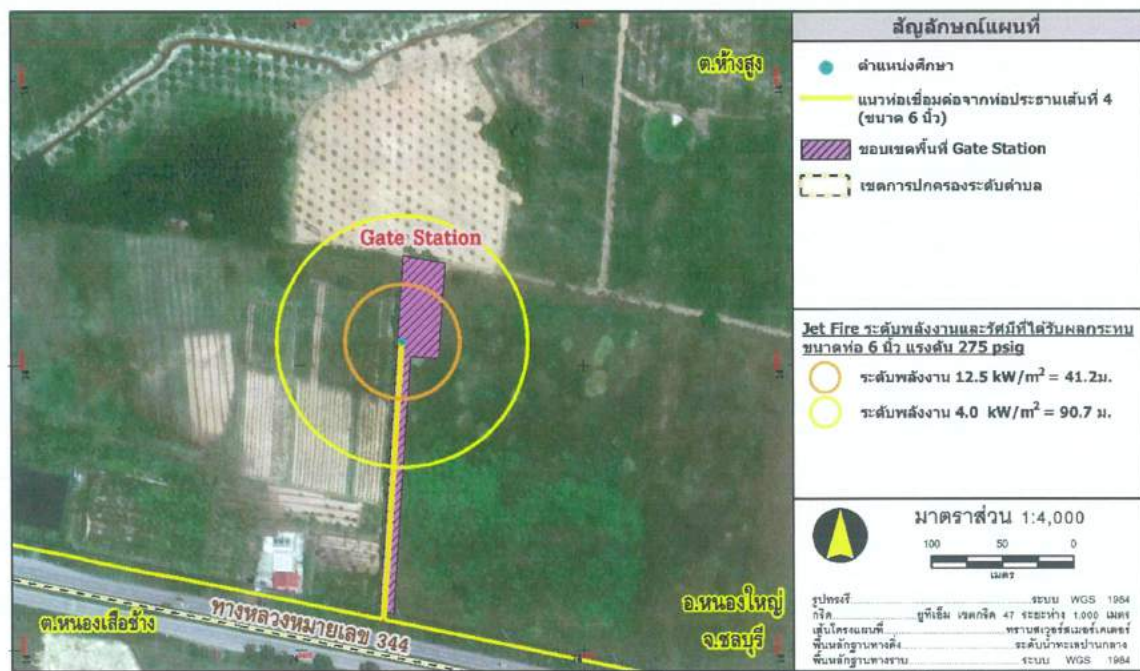 ต.ห้างสูง
Gate Station
ทางหลวงหมายเลข 344
ต.หนองเสือช้าง
อ.หนองใหญ่
จ.ชลบุรี
สัญลักษณ์แผนที่
ตำแหน่งศึกษา
แนวท่อเชื่อมต่อจากท่อประธานเส้นที่ 4
(ขนาด 6 นิ้ว)
ขอบเขตพื้นที่ Gate Station
เขตการปกครองระดับตำบล
Jet Fire ระดับพลังงานและรัศมีที่ได้รับผลกระทบ
ขนาดท่อ 6 นิ้ว แรงดัน 275 psig
ระดับพลังงาน 12.5 kW/m² = 41.2ม.
ระดับพลังงาน 4.0 kW/m² = 90.7 ม.
มาตราส่วน 1:4,000
100 50 0
เมตร
รูปทรงรี ระบบ WGS 1984
กริด ยูทีเอ็ม เขตกริด 47 ระยะห่าง 1,000 เมตร
เส้นโครงแผนที่ ทรานสเวอร์สเมอร์เคเตอร์
พื้นหลักฐานทางดิ่ง ระดับน้ำทะเลปานกลาง
พื้นหลักฐานทางราบ ระบบ WGS 1984